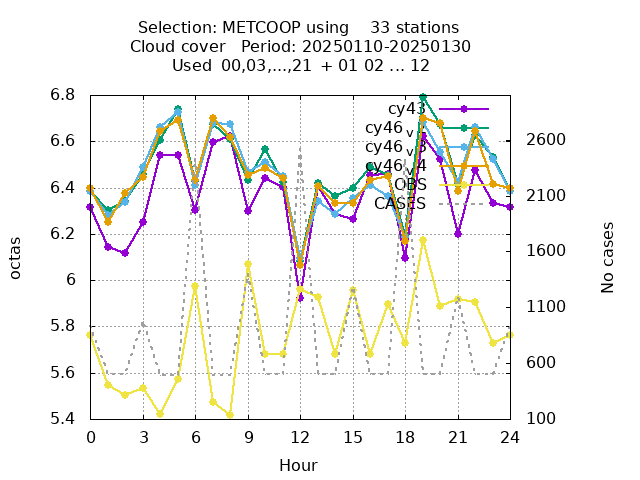 Selection: METCOOP using 33 stations
Cloud cover Period: 20250110-20250130
Used 00,03,...,21 + 01 02 ... 12
6.8
6.6
6.4
6.2
6
5.8
5.6
5.4
octas
2600
2100
1600
1100
600
100
No cases
cy43
cy46
v
cy46
v
cy46
v
OBS
CASES
0 3 6 9 12 15 18 21 24
Hour